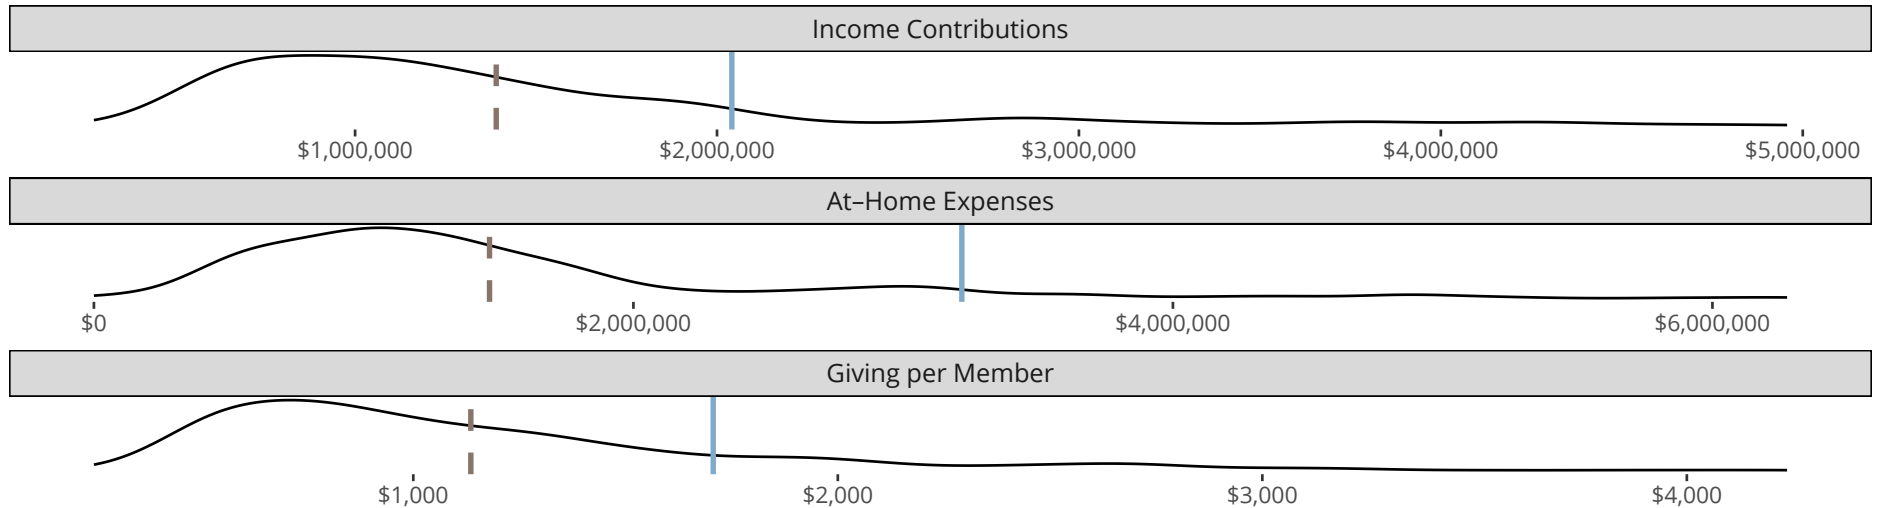 Income Contributions
$1,000,000 $2,000,000 $3,000,000 $4,000,000 $5,000,000
At–Home Expenses
$0 $2,000,000 $4,000,000 $6,000,000
Giving per Member
$1,000 $2,000 $3,000 $4,000